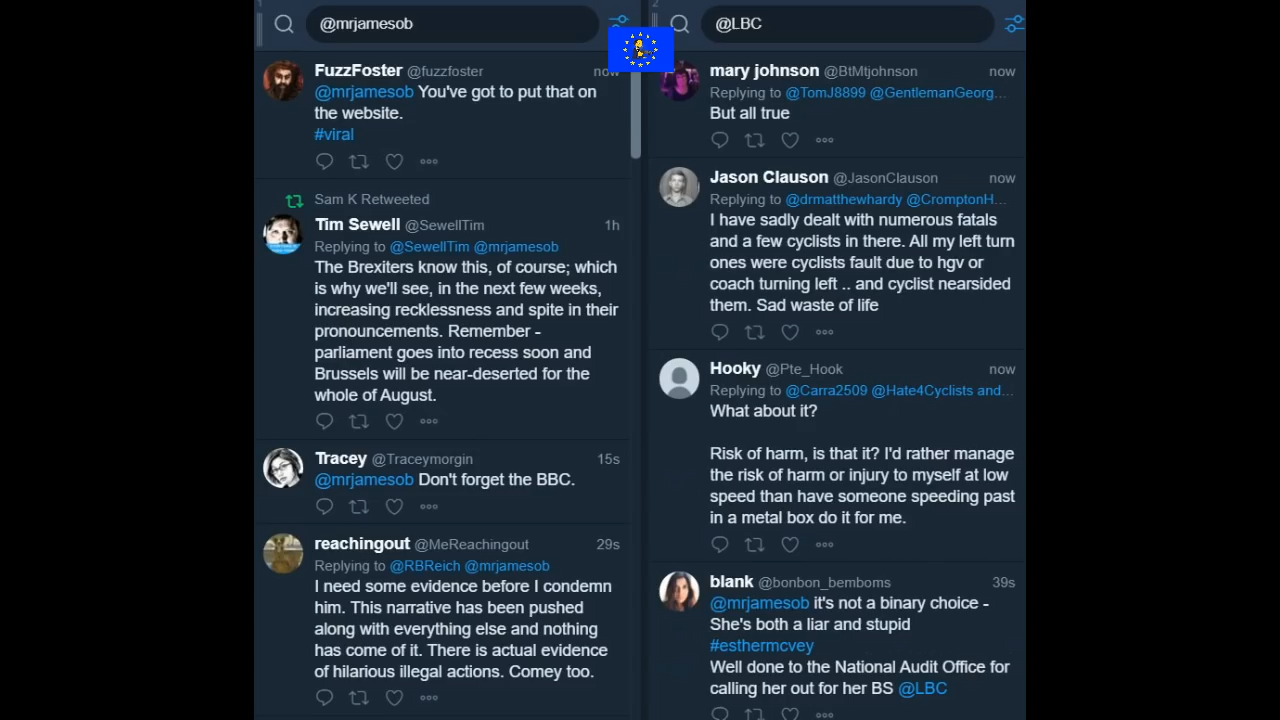 1
@mrjamesob
FuzzFoster @fuzzfoster now
@mrjamesob You've got to put that on
the website.
#viral
Sam K Retweeted
Tim Sewell @SewellTim 1h
Replying to @SewellTim @mrjamesob
The Brexiters know this, of course; which
is why we'll see, in the next few weeks,
increasing recklessness and spite in their
pronouncements. Remember -
parliament goes into recess soon and
Brussels will be near-deserted for the
whole of August.
Tracey @Traceymorgin 15s
@mrjamesob Don't forget the BBC.
reachingout @MeReachingout 29s
Replying to @RBReich @mrjamesob
I need some evidence before I condemn
him. This narrative has been pushed
along with everything else and nothing
has come of it. There is actual evidence
of hilarious illegal actions. Comey too.
2
@LBC
mary johnson @BtMtjohnson now
Replying to @TomJ8899 @GentlemanGeorg...
But all true
Jason Clauson @JasonClauson now
Replying to @drmatthewhardy @CromptonH...
I have sadly dealt with numerous fatals
and a few cyclists in there. All my left turn
ones were cyclists fault due to hgv or
coach turning left .. and cyclist nearsided
them. Sad waste of life
Hooky @Pte_Hook now
Replying to @Carra2509 @Hate4Cyclists and...
What about it?
Risk of harm, is that it? I'd rather manage
the risk of harm or injury to myself at low
speed than have someone speeding past
in a metal box do it for me.
blank @bonbon_bemboms 39s
@mrjamesob it's not a binary choice -
She's both a liar and stupid
#esthermcvey
Well done to the National Audit Office for
calling her out for her BS @LBC